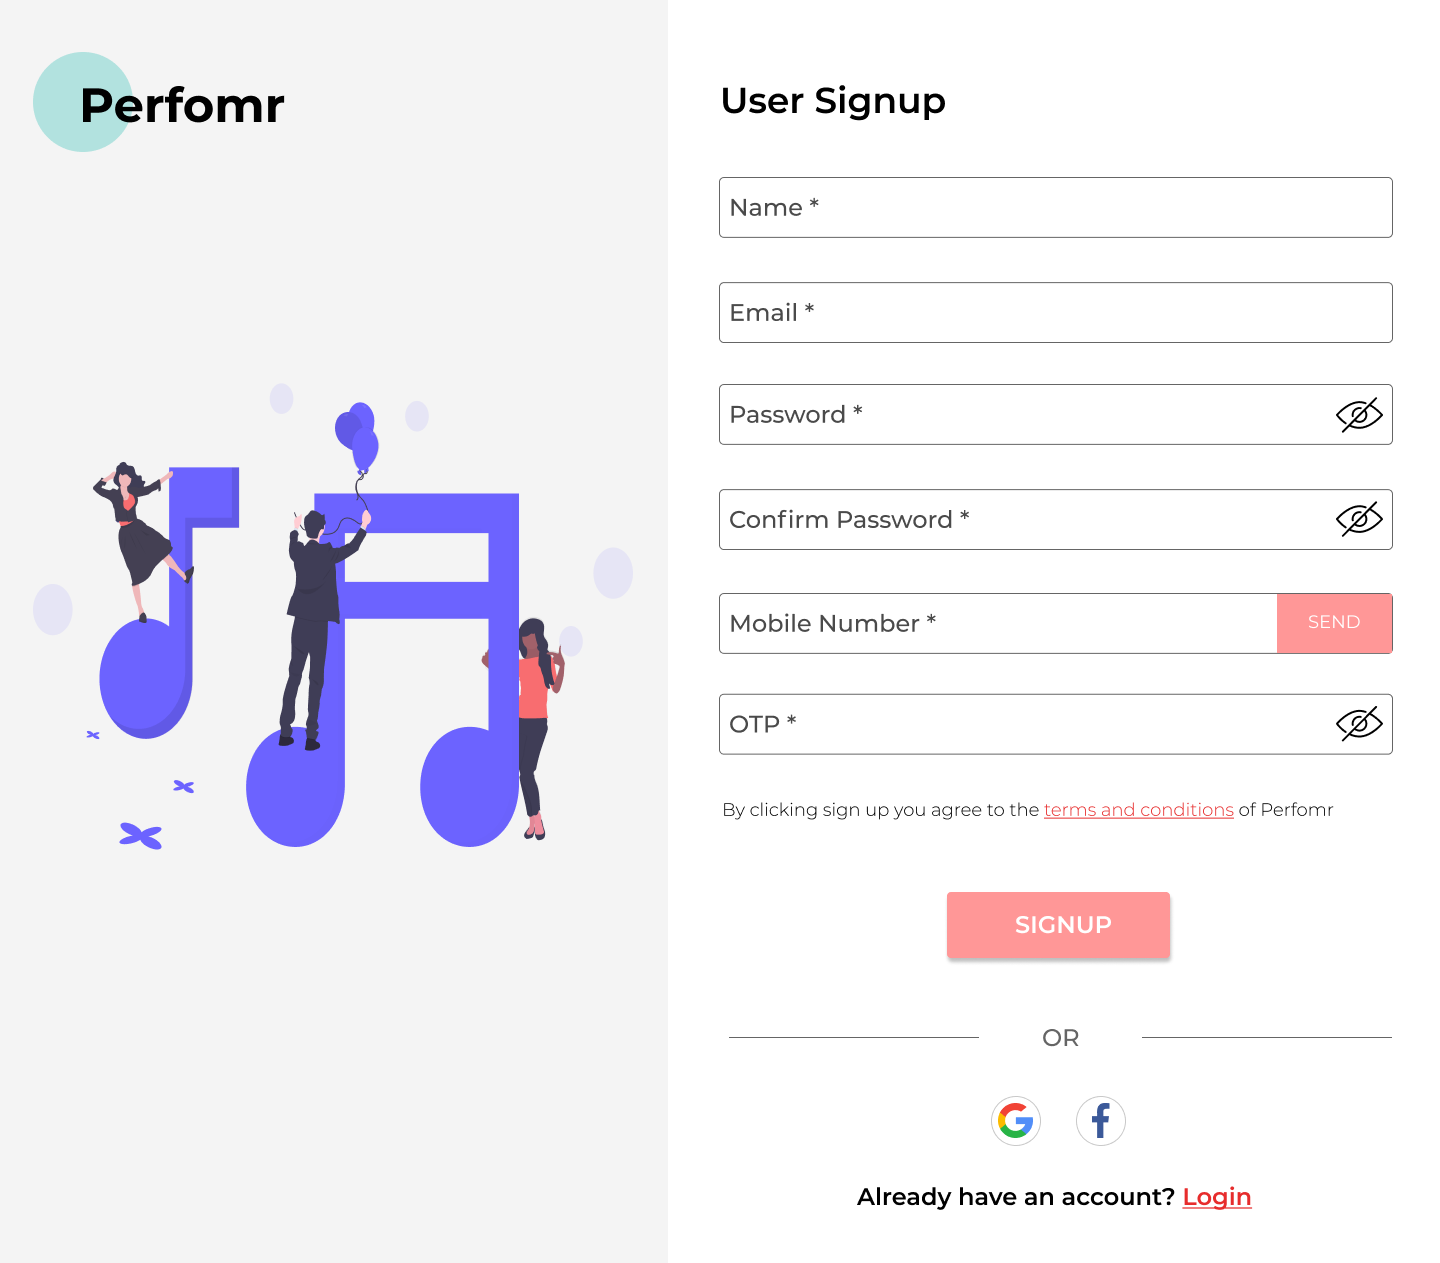 Perfomr
User Signup
Name *
Email *
Password *
Confirm Password *
Mobile Number *
SEND
OTP *
By clicking sign up you agree to the terms and conditions of Perfomr
SIGNUP
OR
Already have an account? Login